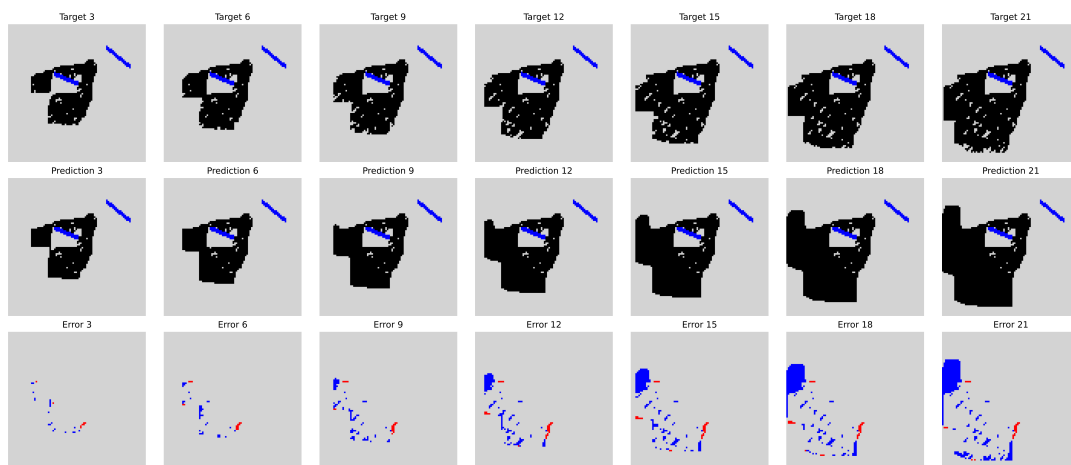 Target 3 Target 6 Target 9 Target 12 Target 15 Target 18 Target 21
Prediction 3 Prediction 6 Prediction 9 Prediction 12 Prediction 15 Prediction 18 Prediction 21
Error 3 Error 6 Error 9 Error 12 Error 15 Error 18 Error 21